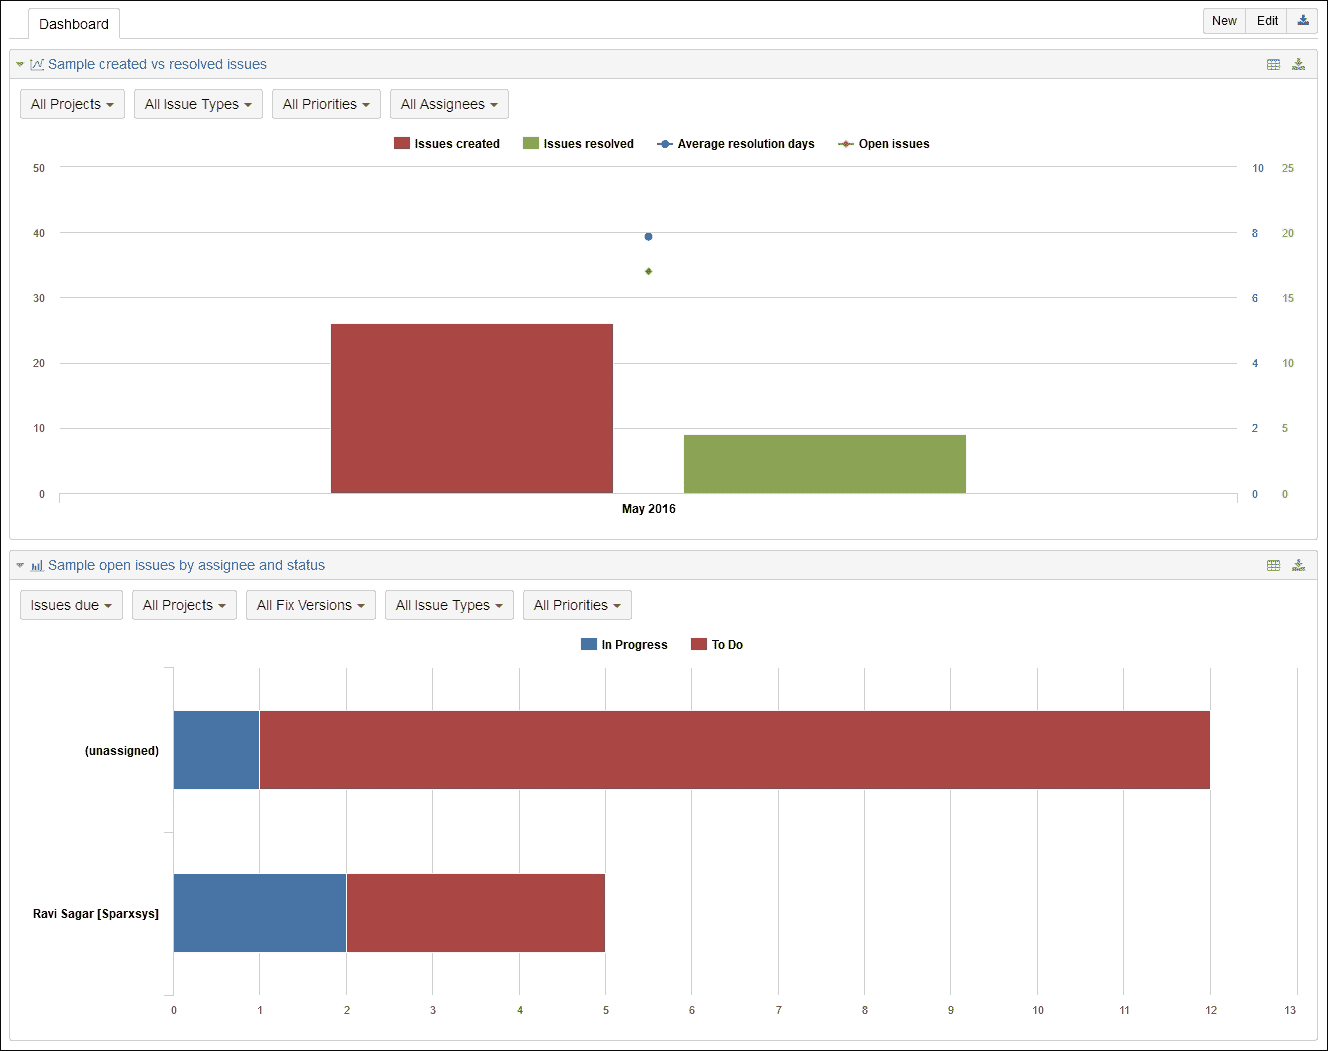 Dashboard
New Edit
Sample created vs resolved issues
All Projects All Issue Types All Priorities All Assignees
Issues created Issues resolved Average resolution days Open issues
50 10 25
40 8 20
30 6 15
20 4 10
10 2 5
0 0 0
May 2016
Sample open issues by assignee and status
Issues due All Projects All Fix Versions All Issue Types All Priorities
In Progress To Do
(unassigned)
Ravi Sagar [Sparxsys]
0 1 2 3 4 5 6 7 8 9 10 11 12 13